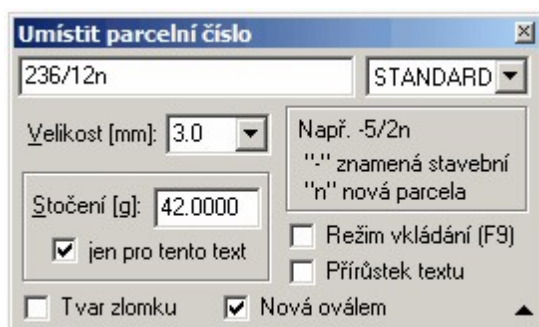 Umístit parcelní číslo
236/12n STANDARD
Velikost [mm]: 3.0
Např. -5/2n
"-" znamená stavební
"n" nová parcela
Stočení [g]: 42.0000
jen pro tento text
Režim vkládání (F9)
Přírůstek textu
Tvar zlomku Nová oválem